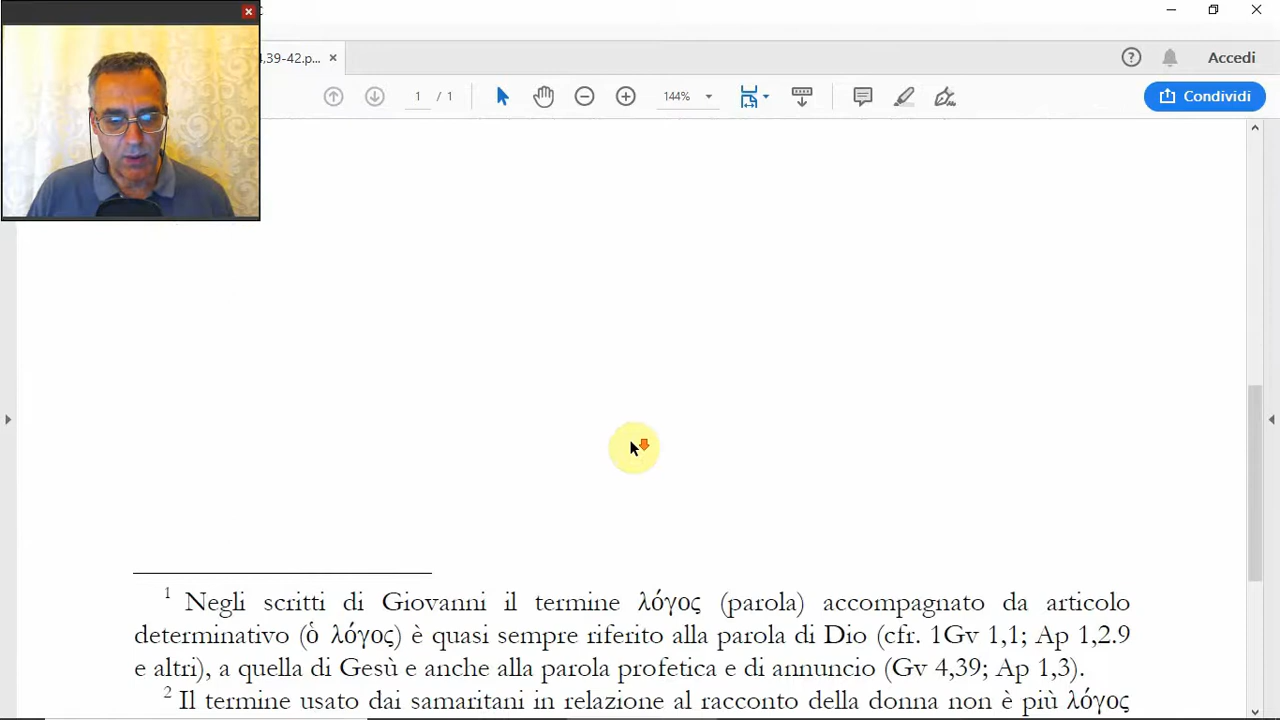 4,39-42.p...
Accedi
1 / 1
144%
Condividi
1 Negli scritti di Giovanni il termine λόγος (parola) accompagnato da articolo
determinativo (ὁ λόγος) è quasi sempre riferito alla parola di Dio (cfr. 1Gv 1,1; Ap 1,2.9
e altri), a quella di Gesù e anche alla parola profetica e di annuncio (Gv 4,39; Ap 1,3).
2 Il termine usato dai samaritani in relazione al racconto della donna non è più λόγος